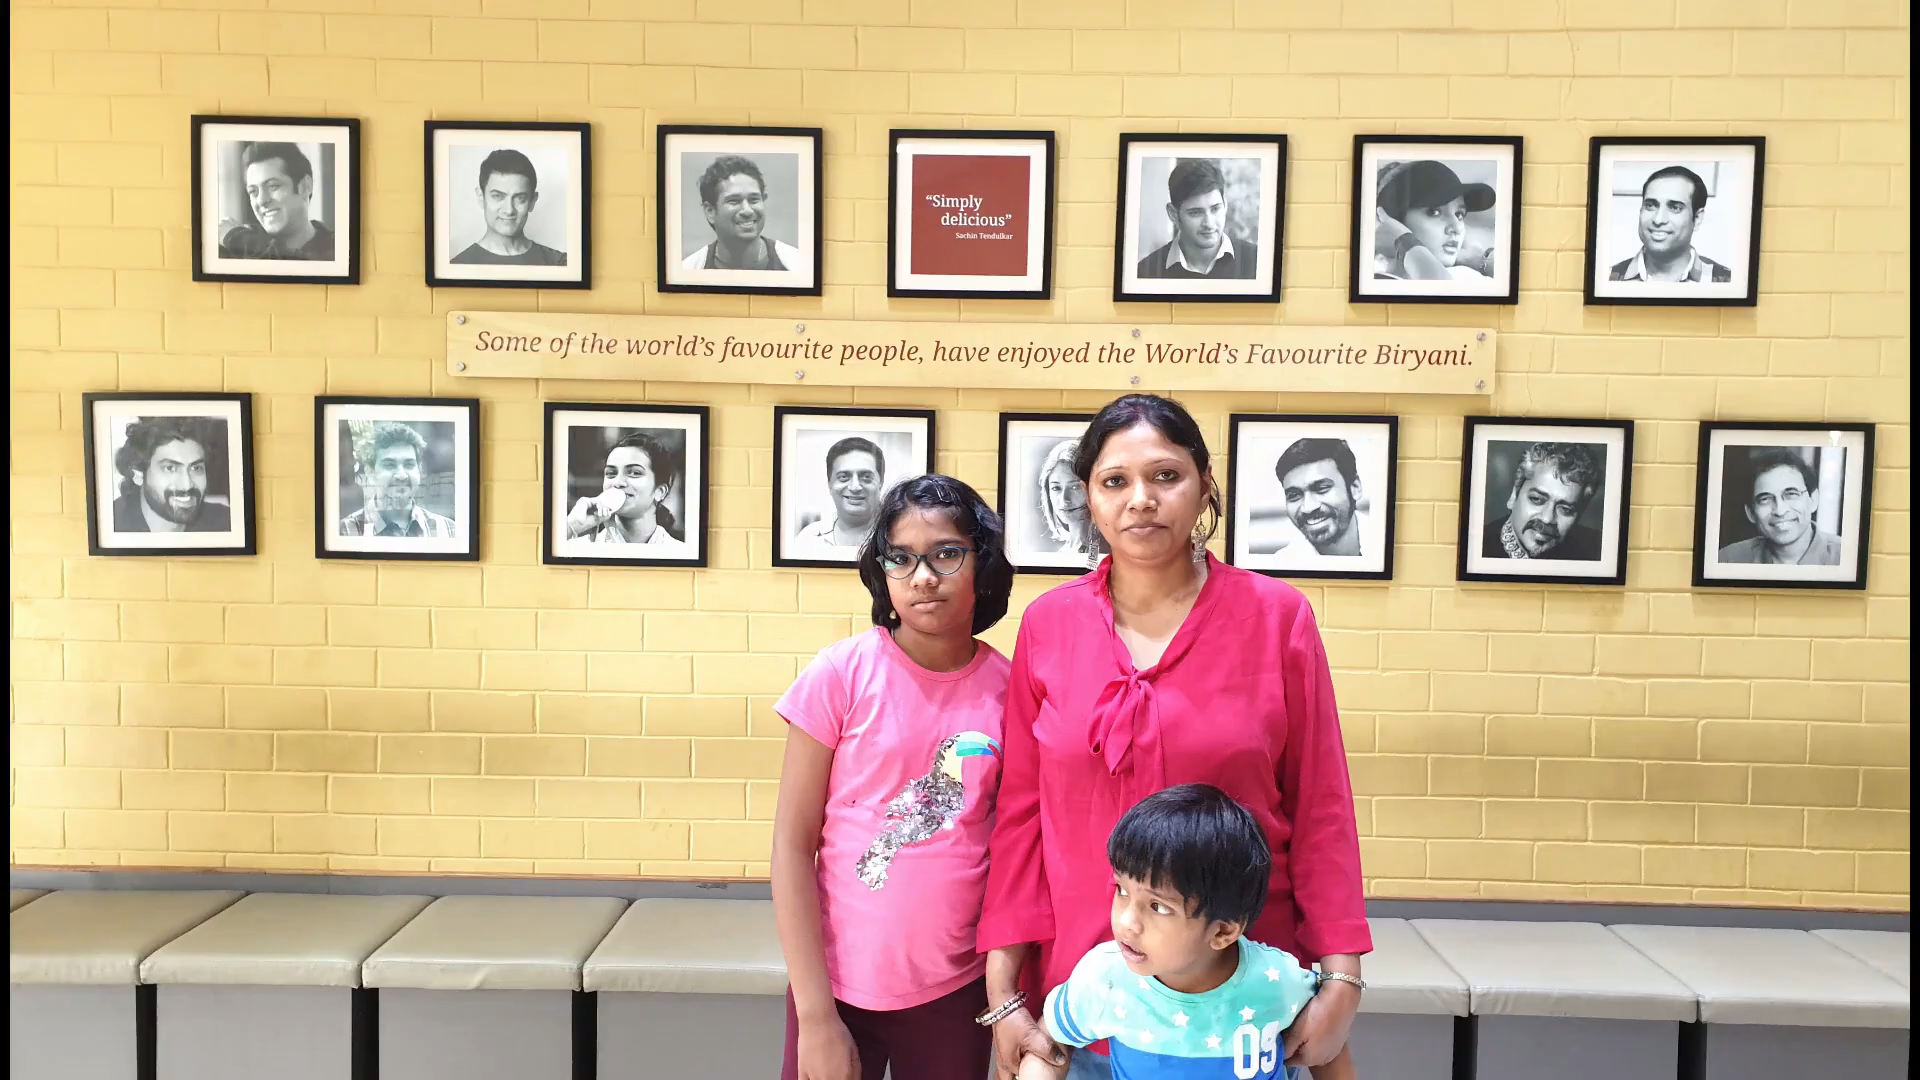 “Simply
delicious”
Sachin Tendulkar
Some of the world’s favourite people, have enjoyed the World’s Favourite Biryani.
09